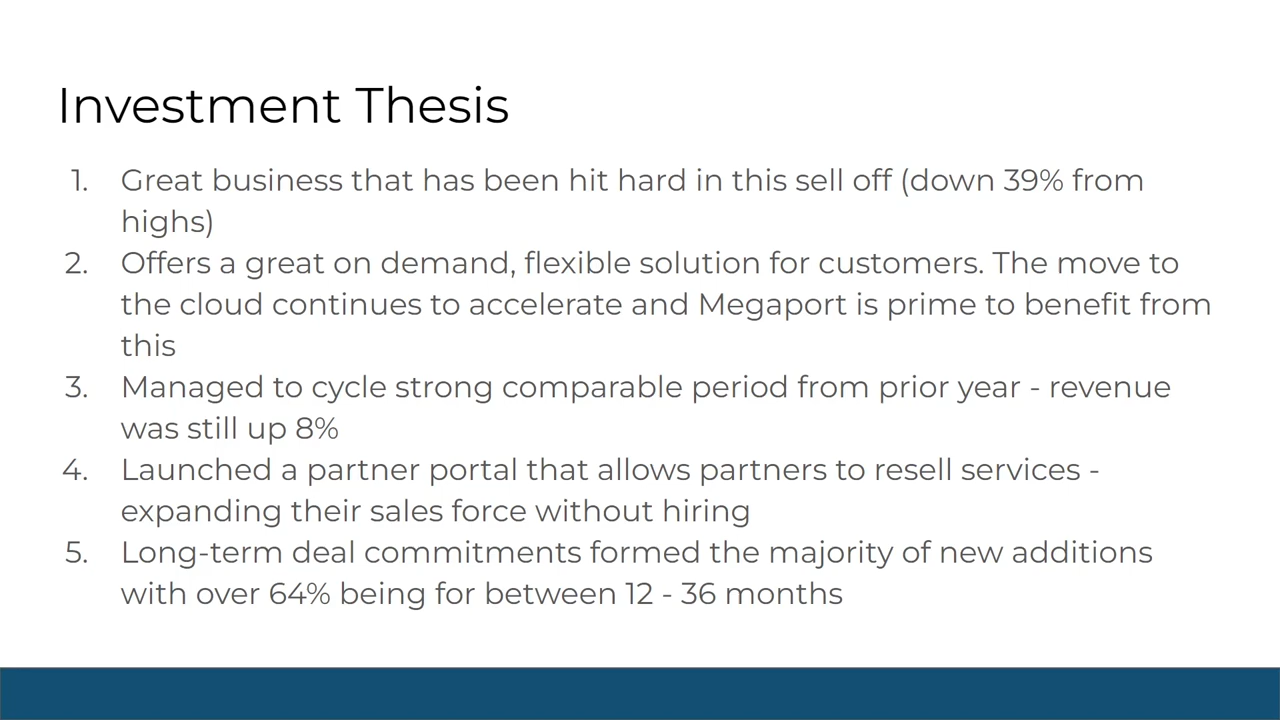 Investment Thesis
1. Great business that has been hit hard in this sell off (down 39% from
highs)
2. Offers a great on demand, flexible solution for customers. The move to
the cloud continues to accelerate and Megaport is prime to benefit from
this
3. Managed to cycle strong comparable period from prior year - revenue
was still up 8%
4. Launched a partner portal that allows partners to resell services -
expanding their sales force without hiring
5. Long-term deal commitments formed the majority of new additions
with over 64% being for between 12 - 36 months